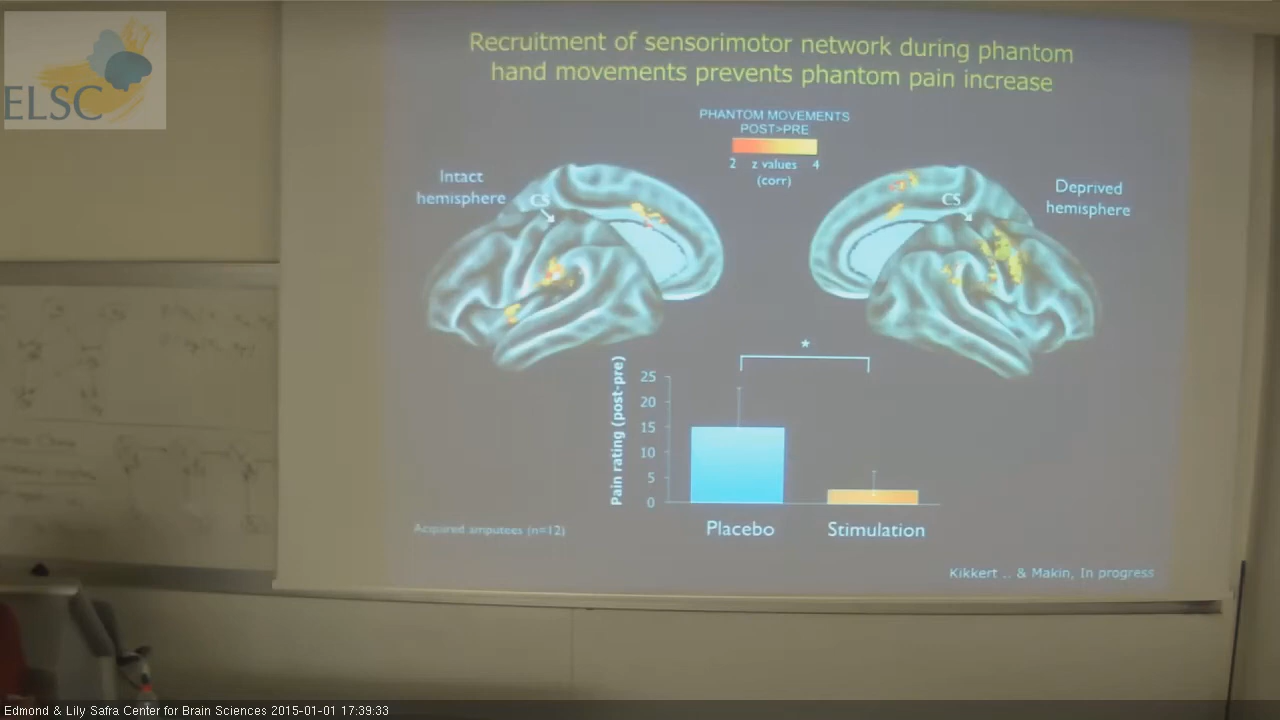 ELSC
Recruitment of sensorimotor network during phantom
hand movements prevents phantom pain increase
PHANTOM MOVEMENTS
POST>PRE
2 z values 4
(corr)
Intact
hemisphere
CS
CS
Deprived
hemisphere
*
Pain rating (post-pre)
25
20
15
10
5
0
Placebo
Stimulation
Acquired amputees (n=12)
Kikkert .. & Makin, In progress
Edmond & Lily Safra Center for Brain Sciences 2015-01-01 17:39:33